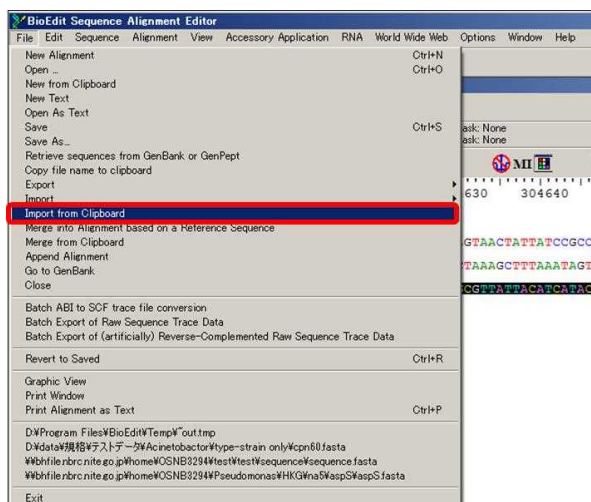 BioEdit Sequence Alignment Editor
File Edit Sequence Alignment View Accessory Application RNA World Wide Web Options Window Help
New Alignment Ctrl+N
Open ... Ctrl+O
New from Clipboard
New Text
Open As Text
Save Ctrl+S
Save As...
Retrieve sequences from GenBank or GenPept
Copy file name to clipboard
Export
Import
Import from Clipboard
Merge into Alignment based on a Reference Sequence
Merge from Clipboard
Append Alignment
Go to GenBank
Close
Batch ABI to SCF trace file conversion
Batch Export of Raw Sequence Trace Data
Batch Export of (artificially) Reverse-Complemented Raw Sequence Trace Data
Revert to Saved Ctrl+R
Graphic View
Print Window
Print Alignment as Text Ctrl+P
D:¥Program Files¥BioEdit¥Temp¥~out.tmp
D:¥data¥規格¥テストデータ¥Acinetobactor¥type-strain only¥cpn60.fasta
¥¥bhfile.nbrc.nite.go.jp¥home¥OSNB3294¥test¥test¥sequence¥sequence.fasta
¥¥bhfile.nbrc.nite.go.jp¥home¥OSNB3294¥Pseudomonas¥HKG¥na5¥aspS¥aspS.fasta
Exit
ask: None
ask: None
MI
630 304640
GTAACTATTATCCGCC
TAAAGCTTTAAATAGT
CGTTATTACATCATAC